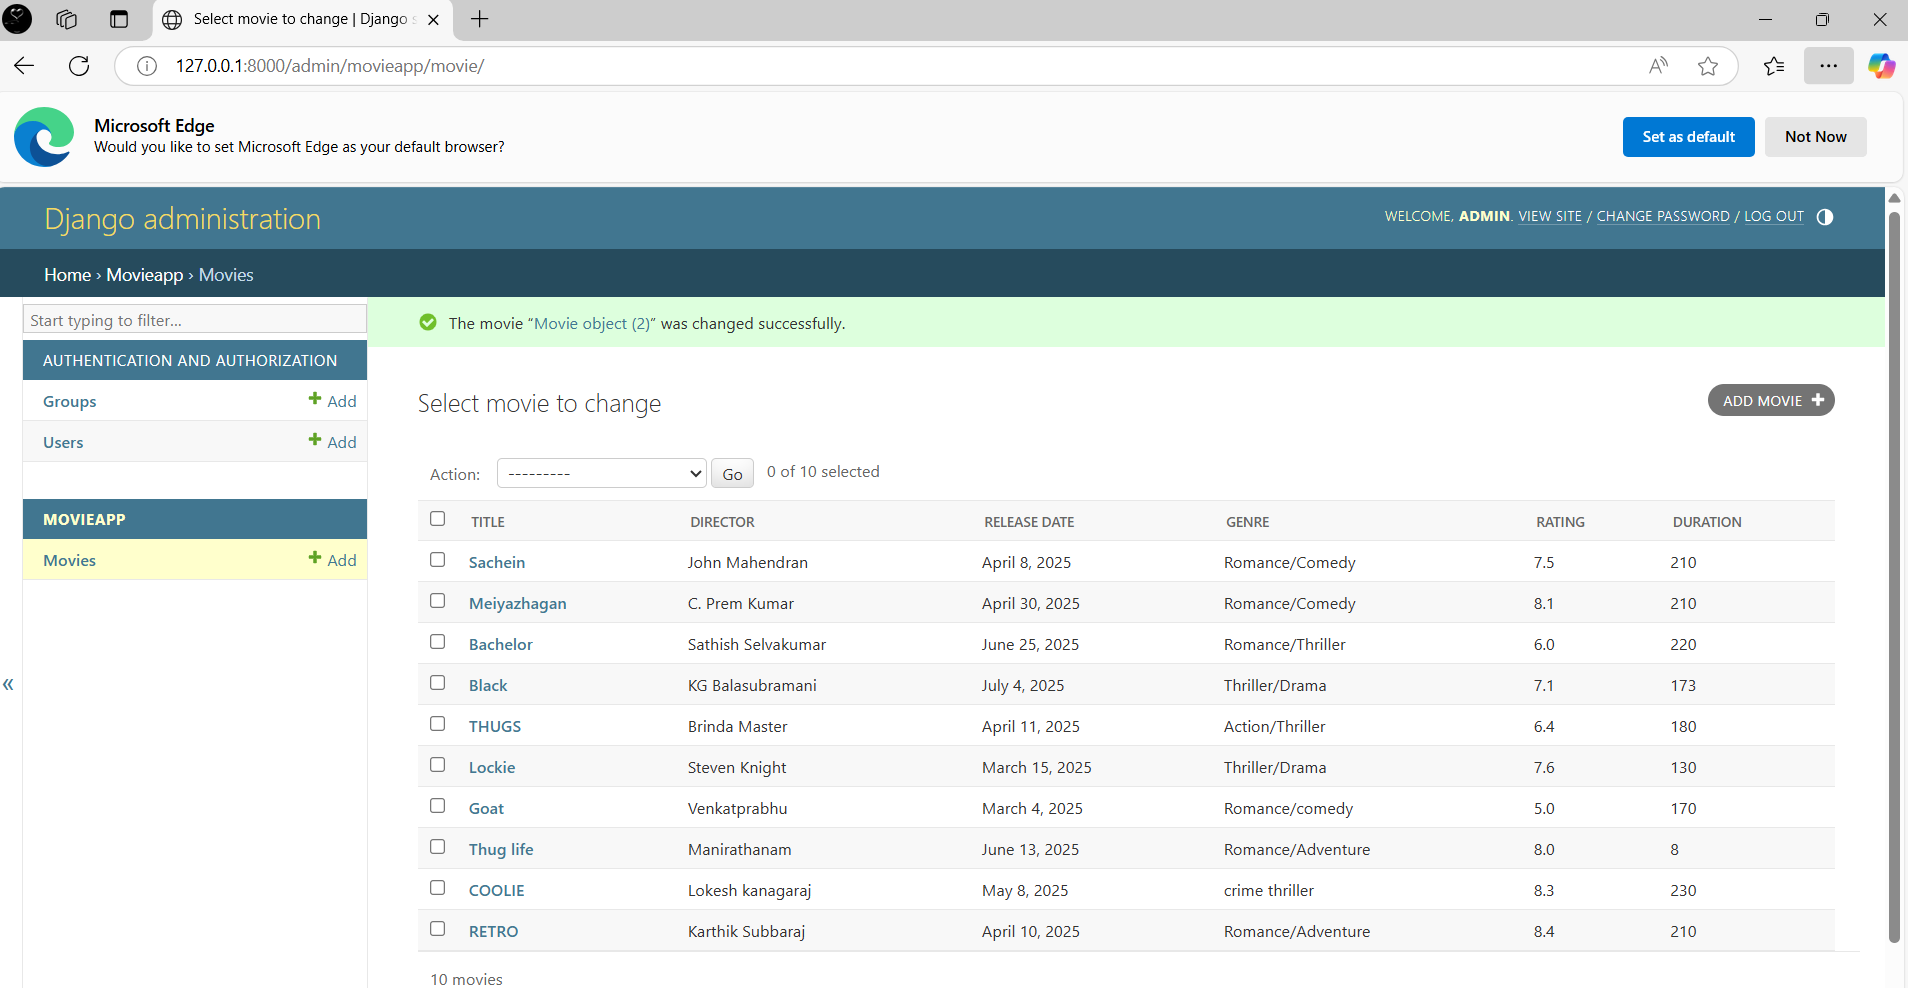 Select movie to change | Django s
127.0.0.1:8000/admin/movieapp/movie/
Microsoft Edge
Would you like to set Microsoft Edge as your default browser?
Set as default
Not Now
Django administration
WELCOME, ADMIN. VIEW SITE / CHANGE PASSWORD / LOG OUT
Home › Movieapp › Movies
Start typing to filter...
AUTHENTICATION AND AUTHORIZATION
Groups Add
Users Add
MOVIEAPP
Movies Add
«
The movie “Movie object (2)” was changed successfully.
Select movie to change
ADD MOVIE
Action: --------- Go 0 of 10 selected
TITLE DIRECTOR RELEASE DATE GENRE RATING DURATION
Sachein John Mahendran April 8, 2025 Romance/Comedy 7.5 210
Meiyazhagan C. Prem Kumar April 30, 2025 Romance/Comedy 8.1 210
Bachelor Sathish Selvakumar June 25, 2025 Romance/Thriller 6.0 220
Black KG Balasubramani July 4, 2025 Thriller/Drama 7.1 173
THUGS Brinda Master April 11, 2025 Action/Thriller 6.4 180
Lockie Steven Knight March 15, 2025 Thriller/Drama 7.6 130
Goat Venkatprabhu March 4, 2025 Romance/comedy 5.0 170
Thug life Manirathanam June 13, 2025 Romance/Adventure 8.0 8
COOLIE Lokesh kanagaraj May 8, 2025 crime thriller 8.3 230
RETRO Karthik Subbaraj April 10, 2025 Romance/Adventure 8.4 210
10 movies